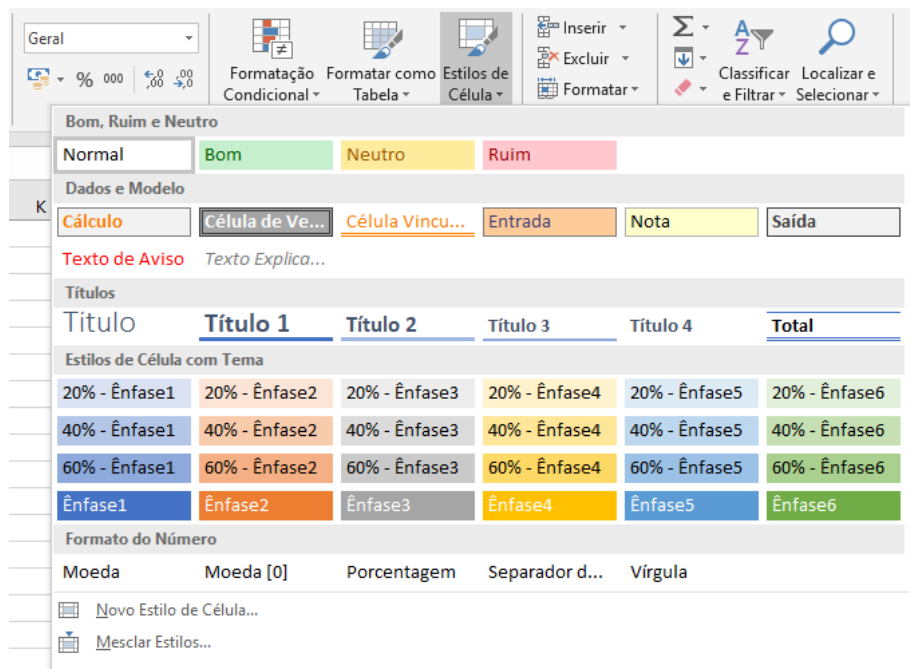 Geral
% 000 ,00 ,0
Formatação Condicional
Formatar como Tabela
Estilos de Célula
Inserir
Excluir
Formatar
Classificar e Filtrar
Localizar e Selecionar
Bom, Ruim e Neutro
Normal Bom Neutro Ruim
Dados e Modelo
K
Cálculo Célula de Ve... Célula Vincu... Entrada Nota Saída
Texto de Aviso Texto Explica...
Títulos
Título Título 1 Título 2 Título 3 Título 4 Total
Estilos de Célula com Tema
20% - Ênfase1 20% - Ênfase2 20% - Ênfase3 20% - Ênfase4 20% - Ênfase5 20% - Ênfase6
40% - Ênfase1 40% - Ênfase2 40% - Ênfase3 40% - Ênfase4 40% - Ênfase5 40% - Ênfase6
60% - Ênfase1 60% - Ênfase2 60% - Ênfase3 60% - Ênfase4 60% - Ênfase5 60% - Ênfase6
Ênfase1 Ênfase2 Ênfase3 Ênfase4 Ênfase5 Ênfase6
Formato do Número
Moeda Moeda [0] Porcentagem Separador d... Vírgula
Novo Estilo de Célula...
Mesclar Estilos...